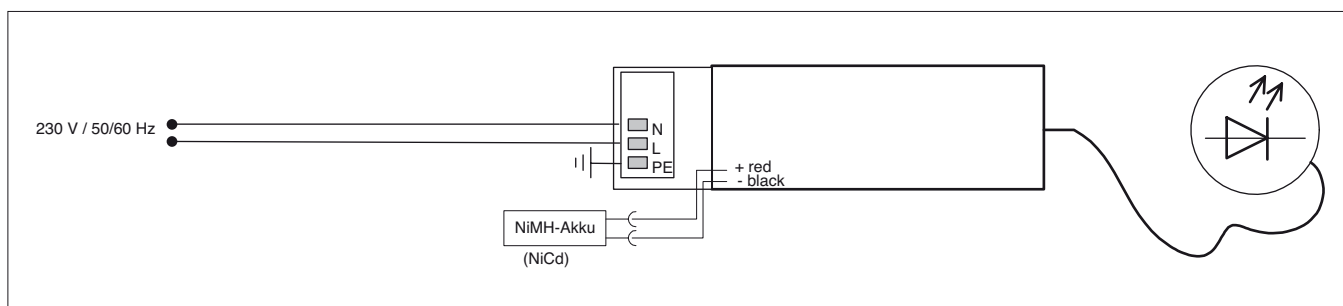 230 V / 50/60 Hz
N
L
PE
+ red
- black
NiMH-Akku
(NiCd)